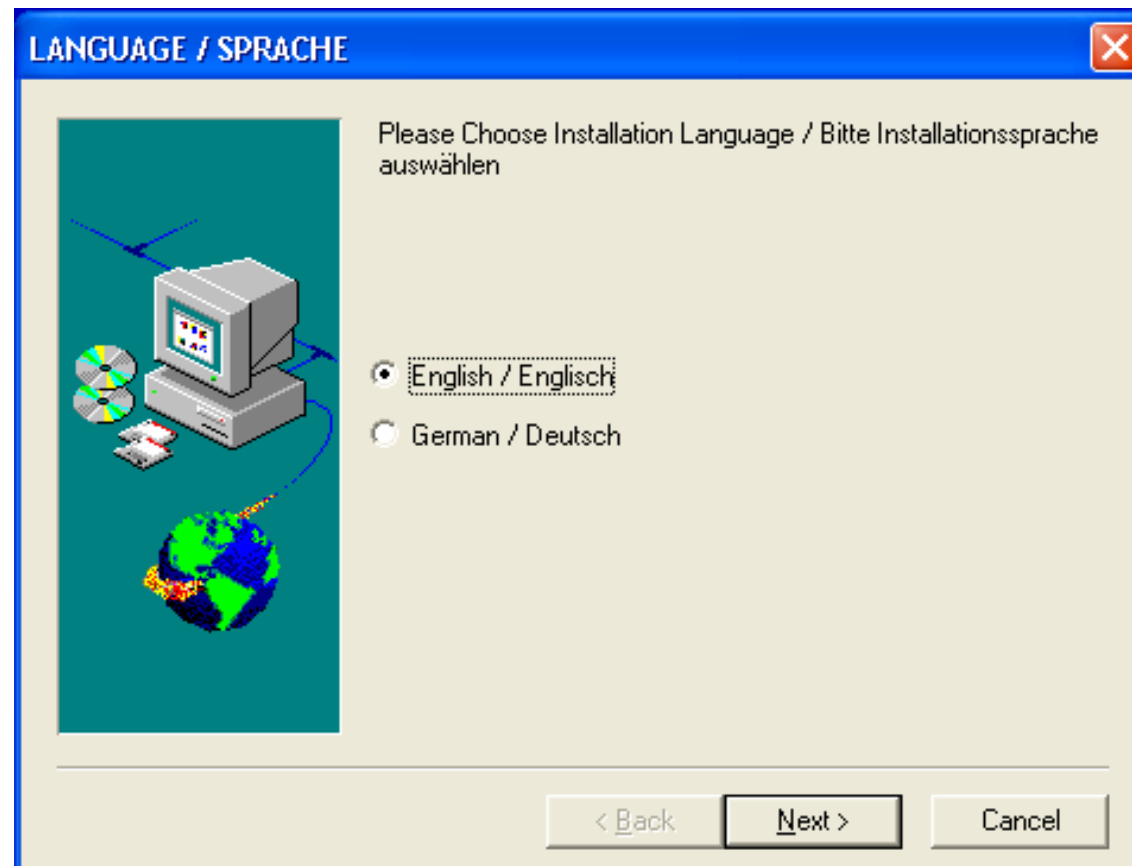 LANGUAGE / SPRACHE
Please Choose Installation Language / Bitte Installationssprache
auswählen
English / Englisch
German / Deutsch
< Back
Next >
Cancel